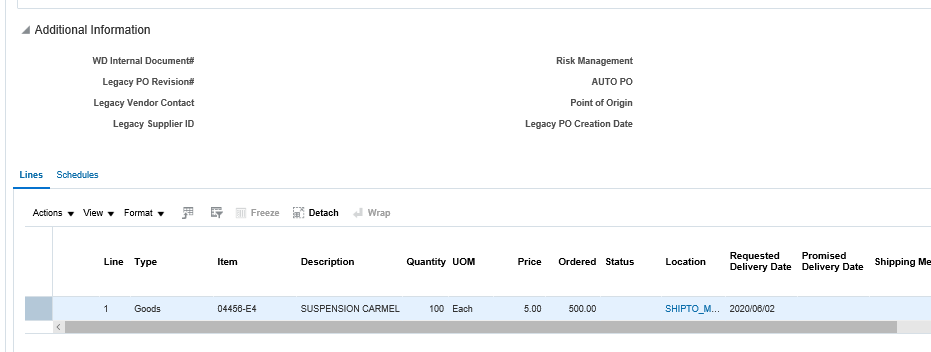 Additional Information
WD Internal Document#
Risk Management
Legacy PO Revision#
AUTO PO
Legacy Vendor Contact
Point of Origin
Legacy Supplier ID
Legacy PO Creation Date
Lines Schedules
Actions View Format Freeze Detach Wrap
Line Type Item Description Quantity UOM Price Ordered Status Location Requested Delivery Date Promised Delivery Date Shipping Me
1 Goods 04456-E4 SUSPENSION CARMEL 100 Each 5.00 500.00 SHIPTO_M... 2020/06/02